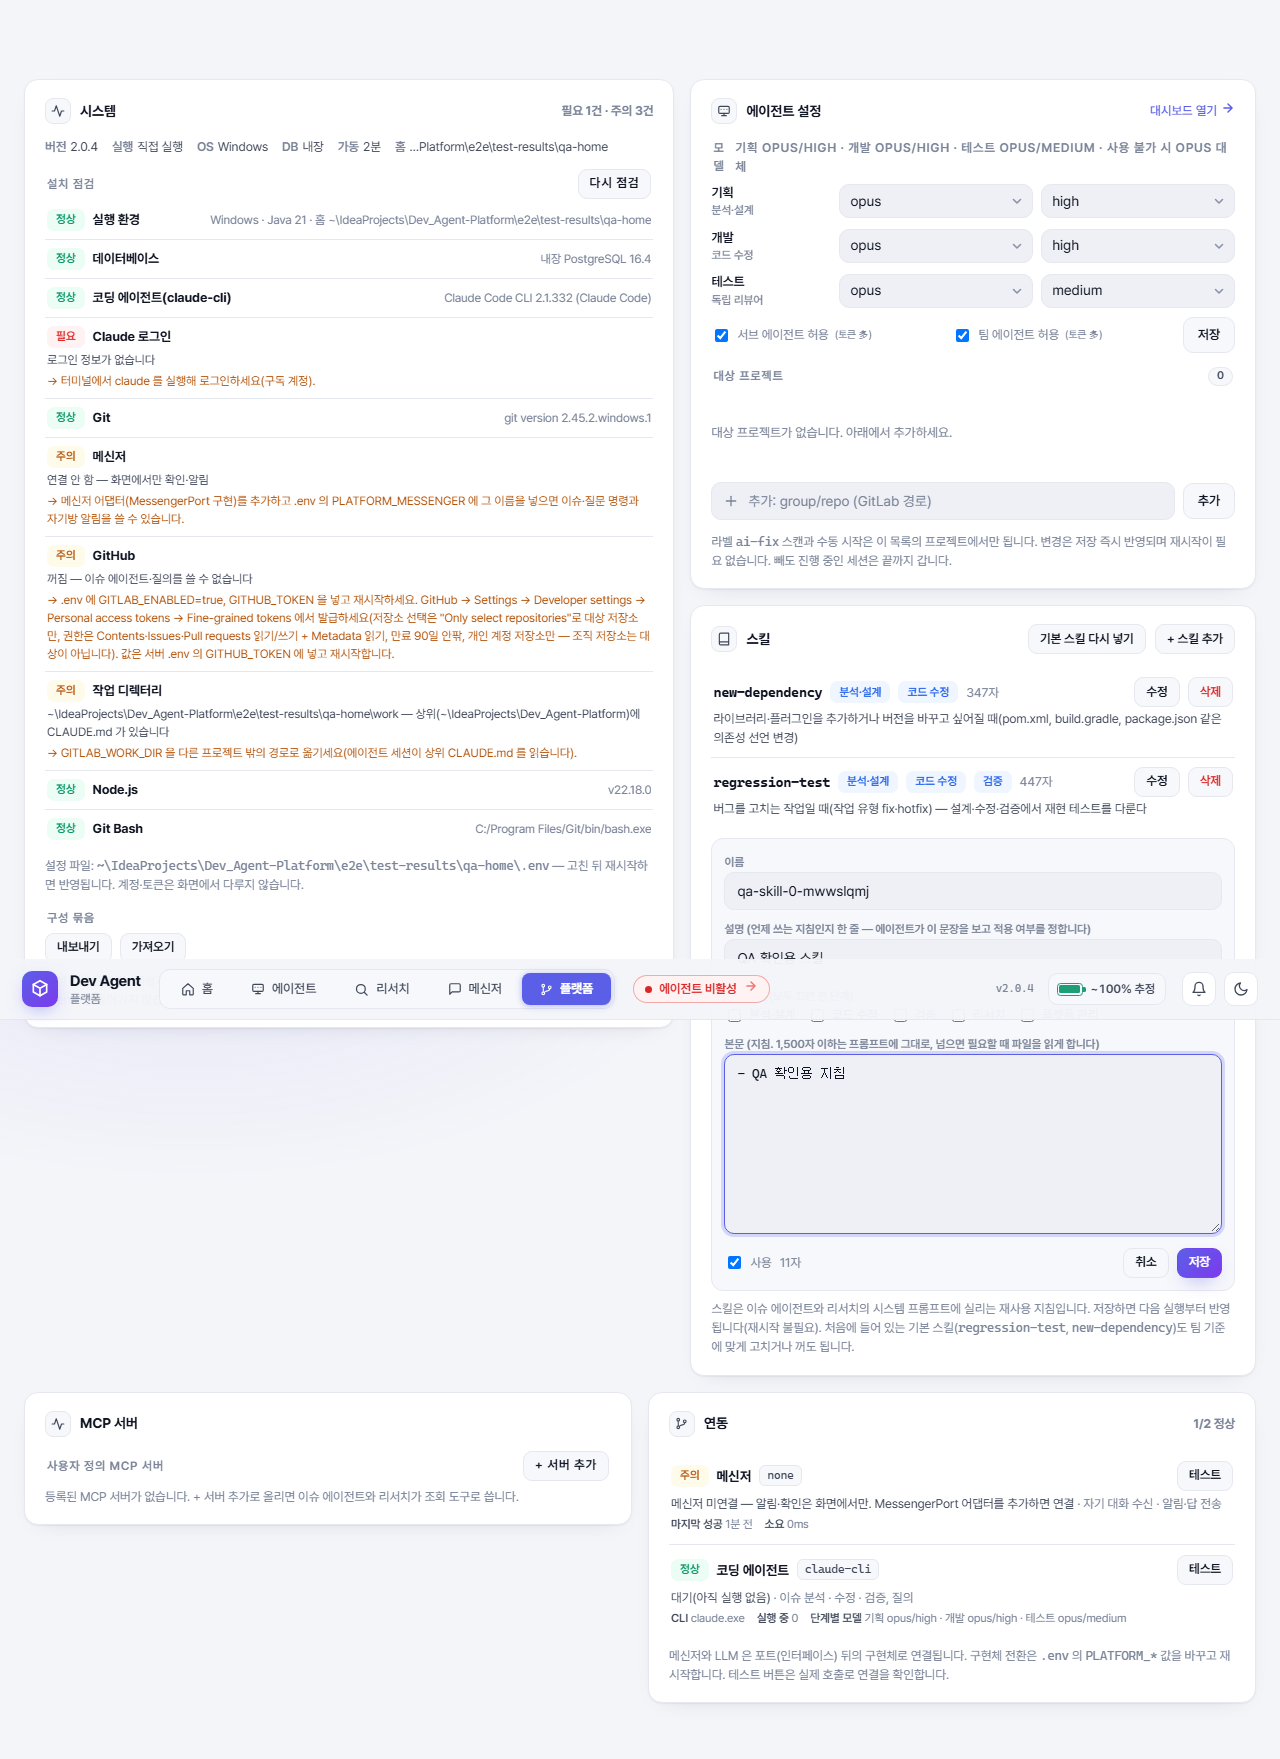 시스템
필요 1건 · 주의 3건
버전 2.0.4 실행 직접 실행 OS Windows DB 내장 가동 2분 홈 ...Platform\e2e\test-results\qa-home
설치 점검
다시 점검
정상 실행 환경 Windows · Java 21 · 홈 ~\IdeaProjects\Dev_Agent-Platform\e2e\test-results\qa-home
정상 데이터베이스 내장 PostgreSQL 16.4
정상 코딩 에이전트(claude-cli) Claude Code CLI 2.1.332 (Claude Code)
필요 Claude 로그인
로그인 정보가 없습니다
→ 터미널에서 claude 를 실행해 로그인하세요(구독 계정).
정상 Git git version 2.45.2.windows.1
주의 메신저
연결 안 함 — 화면에서만 확인·알림
→ 메신저 어댑터(MessengerPort 구현)를 추가하고 .env 의 PLATFORM_MESSENGER 에 그 이름을 넣으면 이슈·질문 명령과
자기방 알림을 쓸 수 있습니다.
주의 GitHub
꺼짐 — 이슈 에이전트·질의를 쓸 수 없습니다
→ .env 에 GITLAB_ENABLED=true, GITHUB_TOKEN 을 넣고 재시작하세요. GitHub → Settings → Developer settings →
Personal access tokens → Fine-grained tokens 에서 발급하세요(저장소 선택은 "Only select repositories"로 대상 저장소
만, 권한은 Contents·Issues·Pull requests 읽기/쓰기 + Metadata 읽기, 만료 90일 안팎, 개인 계정 저장소만 — 조직 저장소는 대
상이 아닙니다). 값은 서버 .env 의 GITHUB_TOKEN 에 넣고 재시작합니다.
주의 작업 디렉터리
~\IdeaProjects\Dev_Agent-Platform\e2e\test-results\qa-home\work — 상위(~\IdeaProjects\Dev_Agent-Platform)에
CLAUDE.md 가 있습니다
→ GITLAB_WORK_DIR 을 다른 프로젝트 밖의 경로로 옮기세요(에이전트 세션이 상위 CLAUDE.md 를 읽습니다).
정상 Node.js v22.18.0
정상 Git Bash C:/Program Files/Git/bin/bash.exe
설정 파일: ~\IdeaProjects\Dev_Agent-Platform\e2e\test-results\qa-home\.env — 고친 뒤 재시작하
면 반영됩니다. 계정·토큰은 화면에서 다루지 않습니다.
구성 묶음
내보내기 가져오기
에이전트 설정
대시보드 열기 →
모델 기획 OPUS/HIGH · 개발 OPUS/HIGH · 테스트 OPUS/MEDIUM · 사용 불가 시 OPUS 대체
기획 opus high
분석·설계
개발 opus high
코드 수정
테스트 opus medium
독립 리뷰어
서브 에이전트 허용 (토큰 多) 팀 에이전트 허용 (토큰 多) 저장
대상 프로젝트 0
대상 프로젝트가 없습니다. 아래에서 추가하세요.
추가: group/repo (GitLab 경로) 추가
라벨 ai-fix 스캔과 수동 시작은 이 목록의 프로젝트에서만 됩니다. 변경은 저장 즉시 반영되며 재시작이 필
요 없습니다. 빼도 진행 중인 세션은 끝까지 갑니다.
스킬 기본 스킬 다시 넣기 + 스킬 추가
new-dependency 분석·설계 코드 수정 347자 수정 삭제
라이브러리·플러그인을 추가하거나 버전을 바꾸고 싶어질 때(pom.xml, build.gradle, package.json 같은
의존성 선언 변경)
regression-test 분석·설계 코드 수정 검증 447자 수정 삭제
버그를 고치는 작업일 때(작업 유형 fix·hotfix) — 설계·수정·검증에서 재현 테스트를 다룬다
이름
qa-skill-0-mwwslqmj
설명 (언제 쓰는 지침인지 한 줄 — 에이전트가 이 문장을 보고 적용 여부를 정합니다)
QA 확인용 스킬
Dev Agent
플랫폼
홈 에이전트 리서치 메신저 플랫폼
에이전트 비활성 →
v2.0.4
~100% 추정
본문 (지침. 1,500자 이하는 프롬프트에 그대로, 넘으면 필요할 때 파일을 읽게 합니다)
- QA 확인용 지침
사용 11자 취소 저장
스킬은 이슈 에이전트와 리서치의 시스템 프롬프트에 실리는 재사용 지침입니다. 저장하면 다음 실행부터 반영
됩니다(재시작 불필요). 처음에 들어 있는 기본 스킬(regression-test, new-dependency)도 팀 기준
에 맞게 고치거나 꺼도 됩니다.
MCP 서버
사용자 정의 MCP 서버 + 서버 추가
등록된 MCP 서버가 없습니다. + 서버 추가로 올리면 이슈 에이전트와 리서치가 조회 도구로 씁니다.
연동 1/2 정상
주의 메신저 none 테스트
메신저 미연결 — 알림·확인은 화면에서만. MessengerPort 어댑터를 추가하면 연결 · 자기 대화 수신 · 알림·답 전송
마지막 성공 1분 전 소요 0ms
정상 코딩 에이전트 claude-cli 테스트
대기(아직 실행 없음) · 이슈 분석 · 수정 · 검증, 질의
CLI claude.exe 실행 중 0 단계별 모델 기획 opus/high · 개발 opus/high · 테스트 opus/medium
메신저와 LLM 은 포트(인터페이스) 뒤의 구현체로 연결됩니다. 구현체 전환은 .env 의 PLATFORM_* 값을 바꾸고 재
시작합니다. 테스트 버튼은 실제 호출로 연결을 확인합니다.